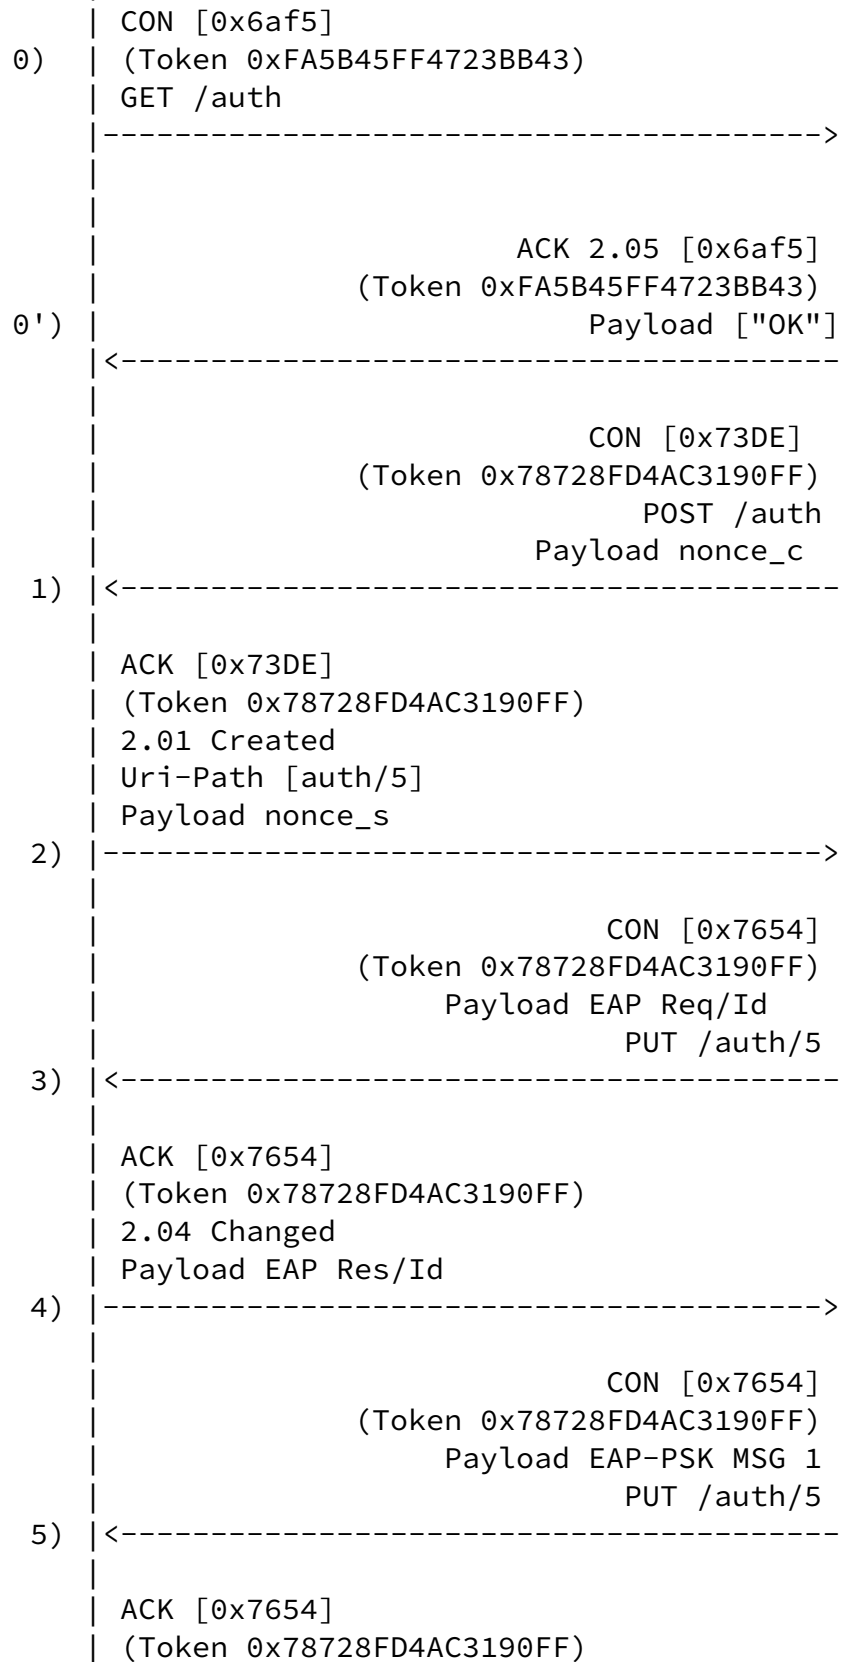 | CON [0x6af5]
0) | (Token 0xFA5B45FF4723BB43)
| GET /auth
|---------------------------------------->
|
|
| ACK 2.05 [0x6af5]
| (Token 0xFA5B45FF4723BB43)
0') | Payload ["OK"]
|<----------------------------------------
|
| CON [0x73DE]
| (Token 0x78728FD4AC3190FF)
| POST /auth
| Payload nonce_c
1) |<----------------------------------------
|
| ACK [0x73DE]
| (Token 0x78728FD4AC3190FF)
| 2.01 Created
| Uri-Path [auth/5]
| Payload nonce_s
2) |---------------------------------------->
|
| CON [0x7654]
| (Token 0x78728FD4AC3190FF)
| Payload EAP Req/Id
| PUT /auth/5
3) |<----------------------------------------
|
| ACK [0x7654]
| (Token 0x78728FD4AC3190FF)
| 2.04 Changed
| Payload EAP Res/Id
4) |---------------------------------------->
|
| CON [0x7654]
| (Token 0x78728FD4AC3190FF)
| Payload EAP-PSK MSG 1
| PUT /auth/5
5) |<----------------------------------------
|
| ACK [0x7654]
| (Token 0x78728FD4AC3190FF)